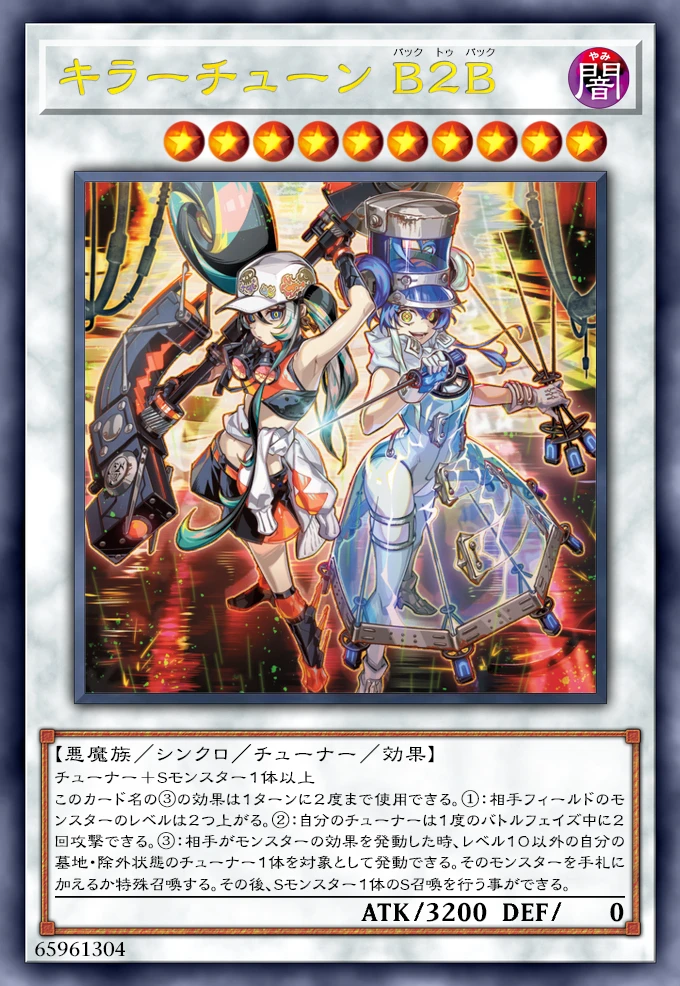 バック トゥ バック
キラーチューン B2B
やみ
闇
【悪魔族／シンクロ／チューナー／効果】
チューナー＋Sモンスター1体以上
このカード名の③の効果は1ターンに2度まで使用できる。①：相手フィールドのモ
ンスターのレベルは2つ上がる。②：自分のチューナーは1度のバトルフェイズ中に2
回攻撃できる。③：相手がモンスターの効果を発動した時、レベル10以外の自分の
墓地・除外状態のチューナー1体を対象として発動できる。そのモンスターを手札に
加えるか特殊召喚する。その後、Sモンスター1体のS召喚を行う事ができる。
ATK/3200 DEF/ 0
65961304